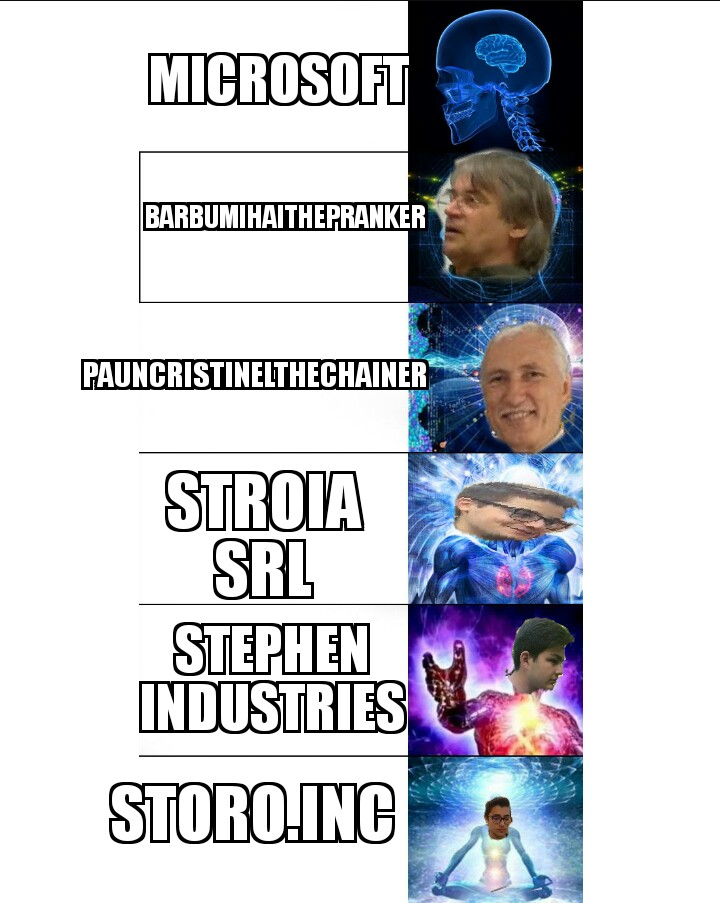 MICROSOFT
BARBUMIHAITHEPRANKER
PAUNCRISTINELTHECHAINER
STROIA
SRL
STEPHEN
INDUSTRIES
STORO.INC